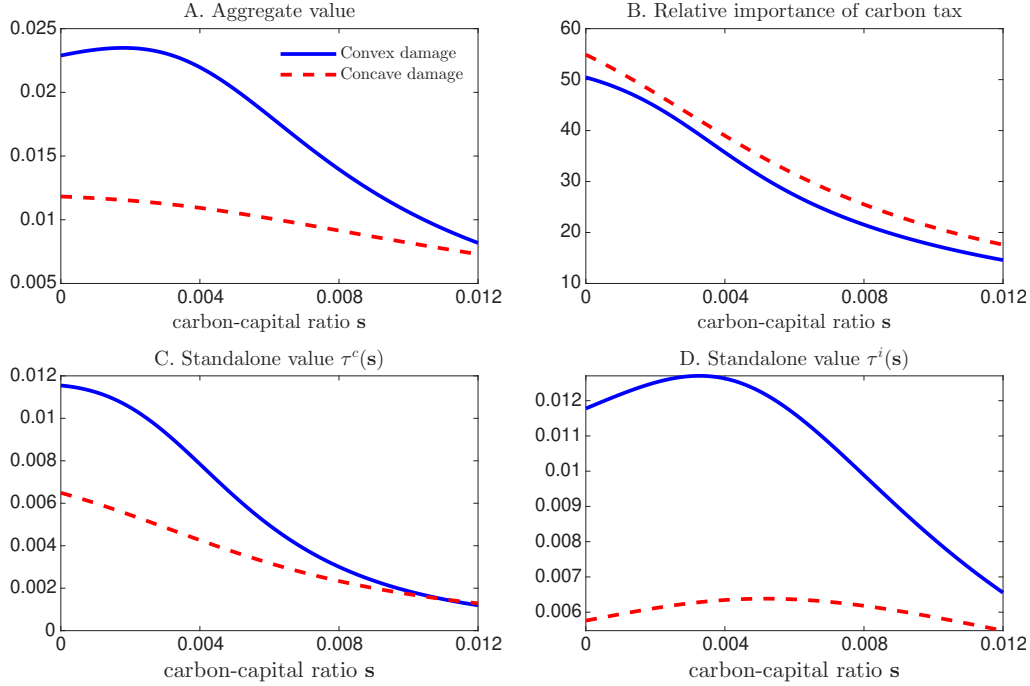 A. Aggregate value
0.025
0.02
0.015
0.01
0.005
0 0.004 0.008 0.012
carbon-capital ratio s
Convex damage
Concave damage
B. Relative importance of carbon tax
60
50
40
30
20
10
0 0.004 0.008 0.012
carbon-capital ratio s
C. Standalone value τᶜ(s)
0.012
0.01
0.008
0.006
0.004
0.002
0
0 0.004 0.008 0.012
carbon-capital ratio s
D. Standalone value τⁱ(s)
0.012
0.011
0.01
0.009
0.008
0.007
0.006
0 0.004 0.008 0.012
carbon-capital ratio s